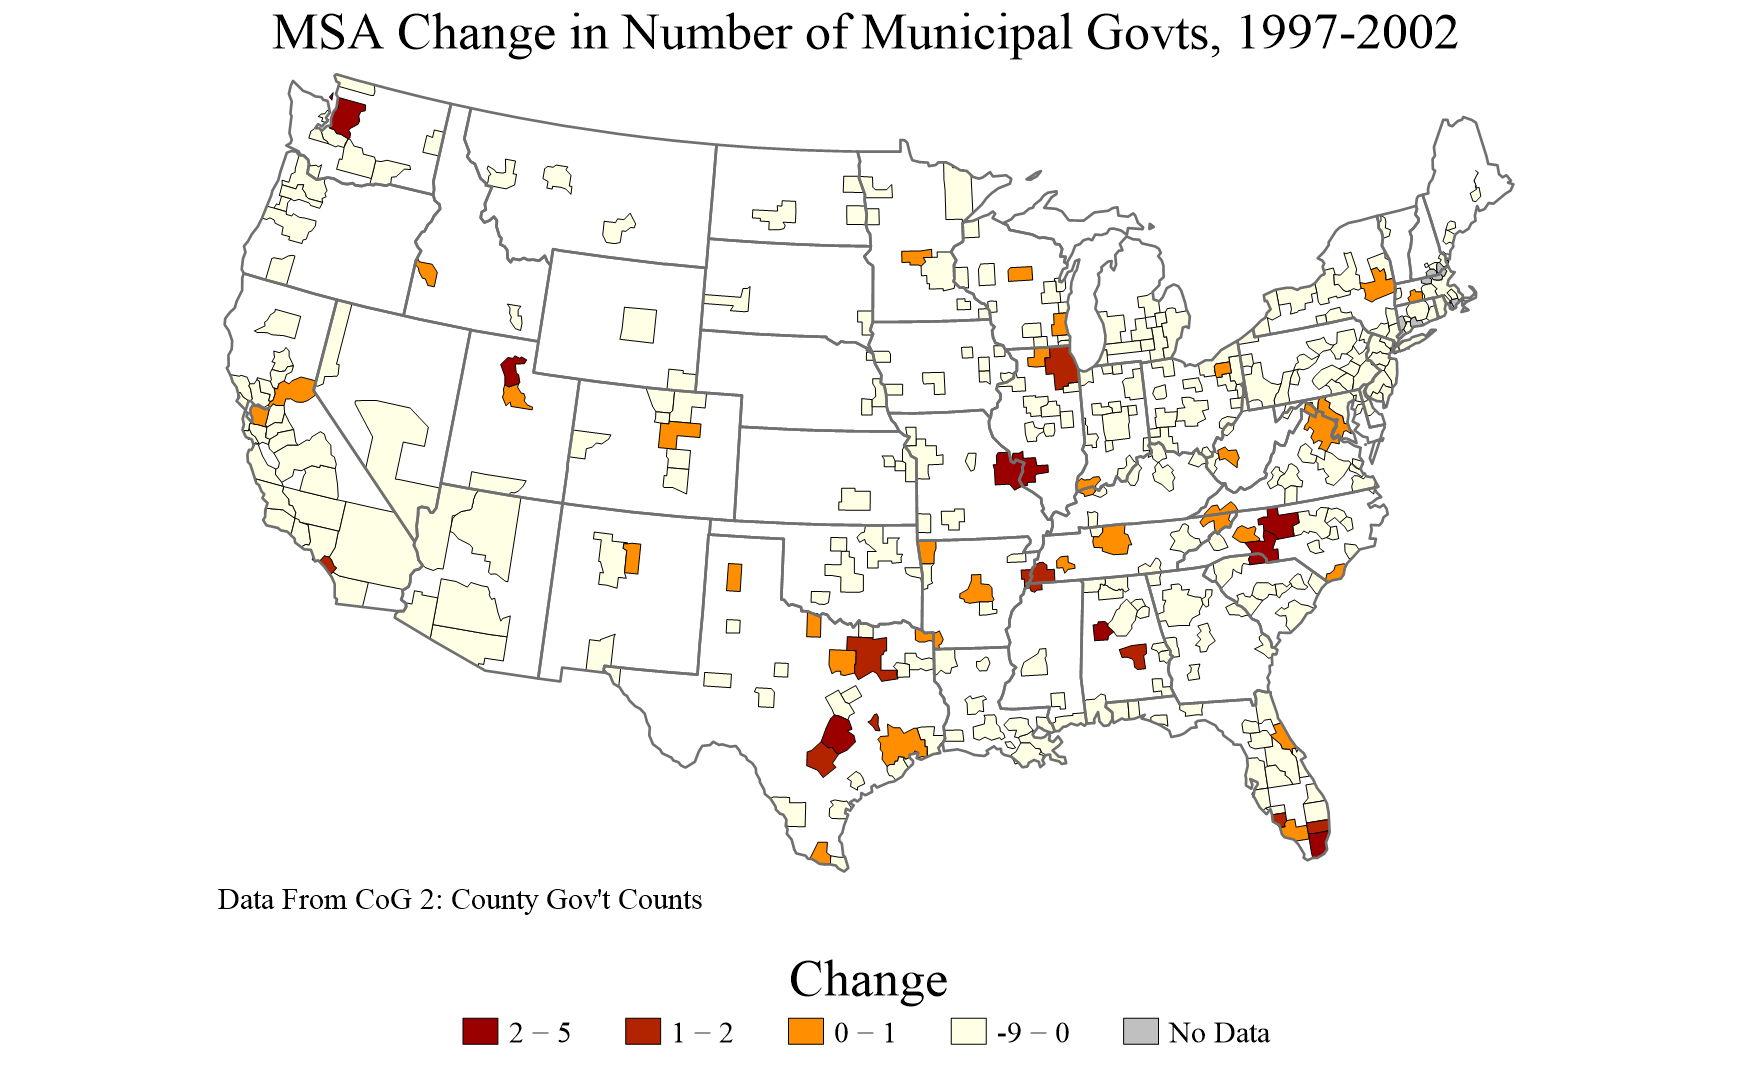 MSA Change in Number of Municipal Govts, 1997-2002
Data From CoG 2: County Gov't Counts
Change
2 – 5 1 – 2 0 – 1 -9 – 0 No Data